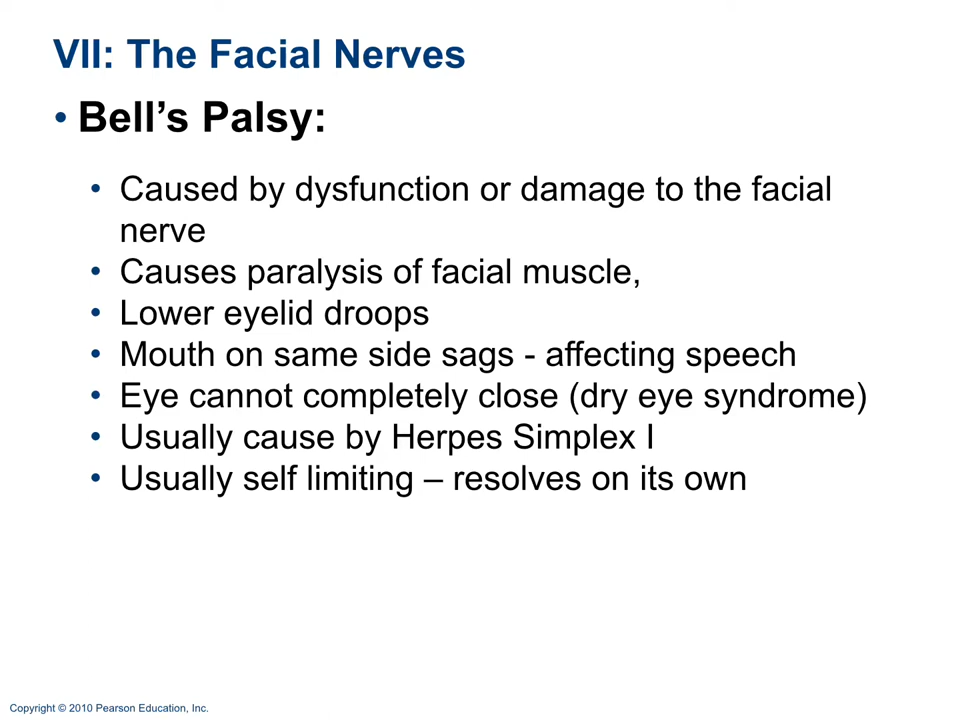 VII: The Facial Nerves
• Bell’s Palsy:
• Caused by dysfunction or damage to the facial
nerve
• Causes paralysis of facial muscle,
• Lower eyelid droops
• Mouth on same side sags - affecting speech
• Eye cannot completely close (dry eye syndrome)
• Usually cause by Herpes Simplex I
• Usually self limiting – resolves on its own
Copyright © 2010 Pearson Education, Inc.